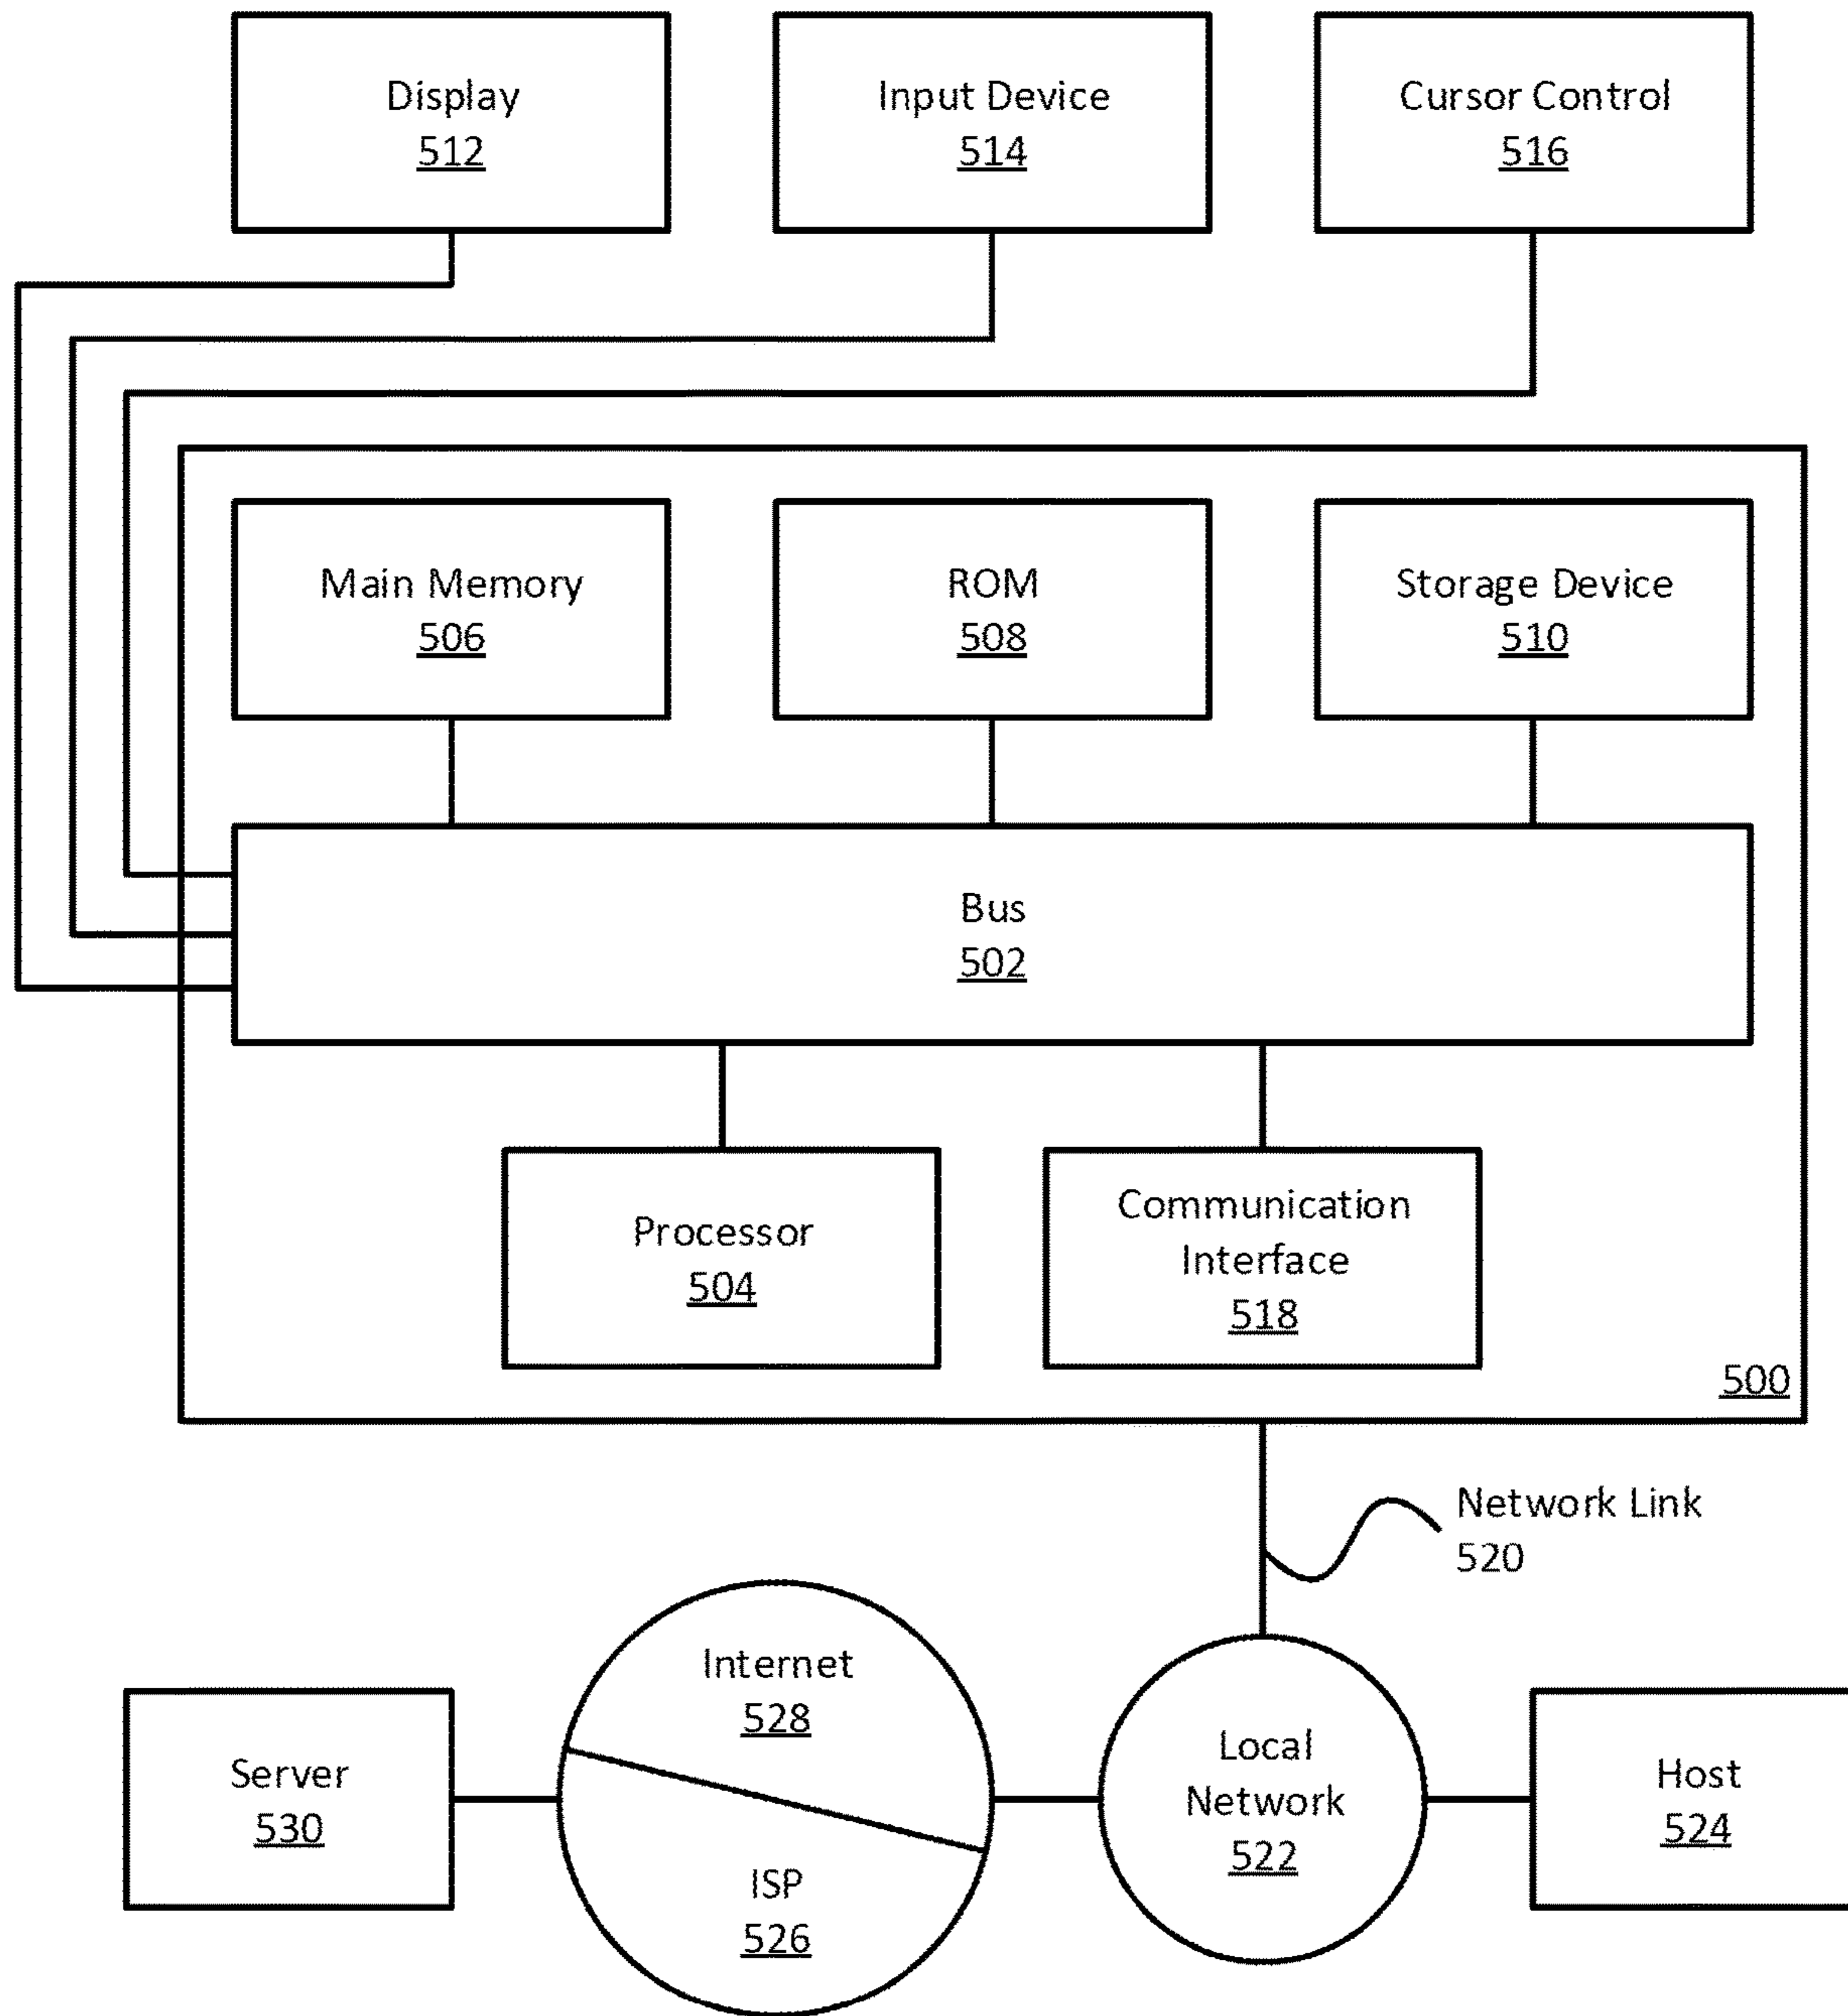 Display
512
Input Device
514
Cursor Control
516
Main Memory
506
ROM
508
Storage Device
510
Bus
502
Processor
504
Communication
Interface
518
500
Network Link
520
Internet
528
Server
530
Local
Network
522
Host
524
ISP
526